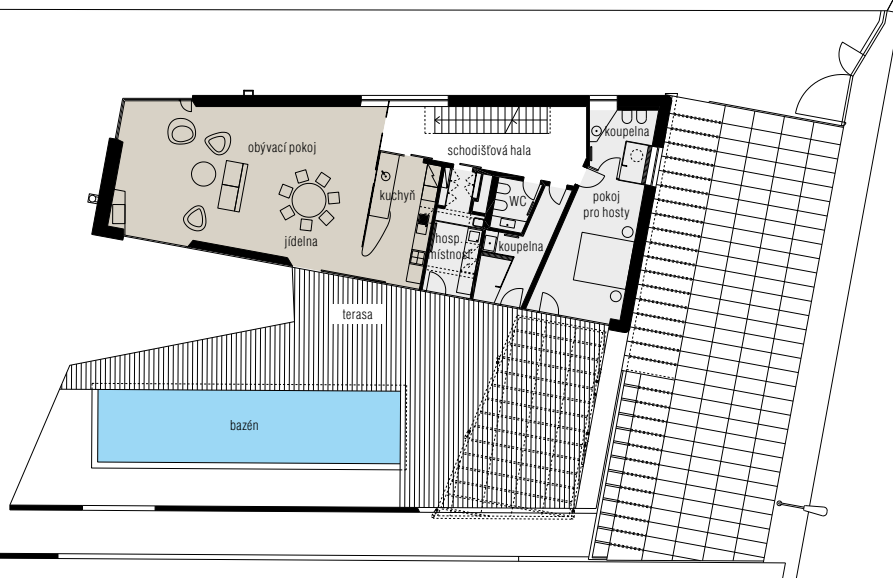 koupelna
obývací pokoj
schodišťová hala
kuchyň
WC
pokoj
pro hosty
jídelna
hosp.
místnost
koupelna
terasa
bazén